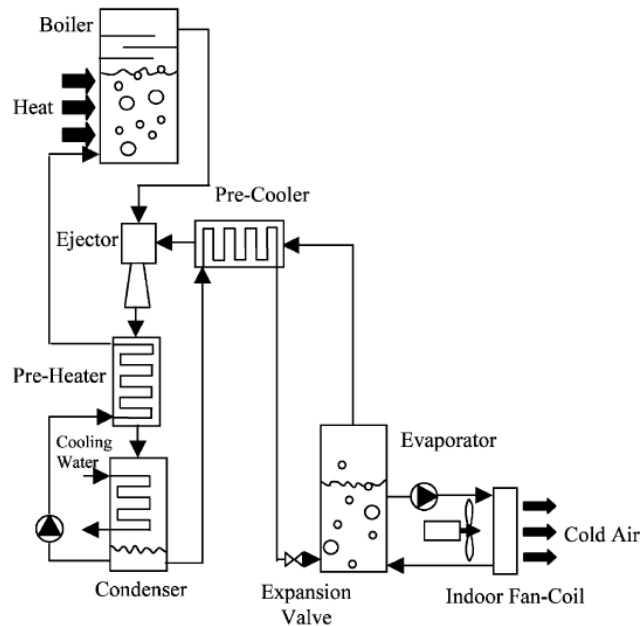 Boiler
Heat
Pre-Cooler
Ejector
Pre-Heater
Cooling
Water
Evaporator
Cold Air
Condenser
Expansion
Valve
Indoor Fan-Coil